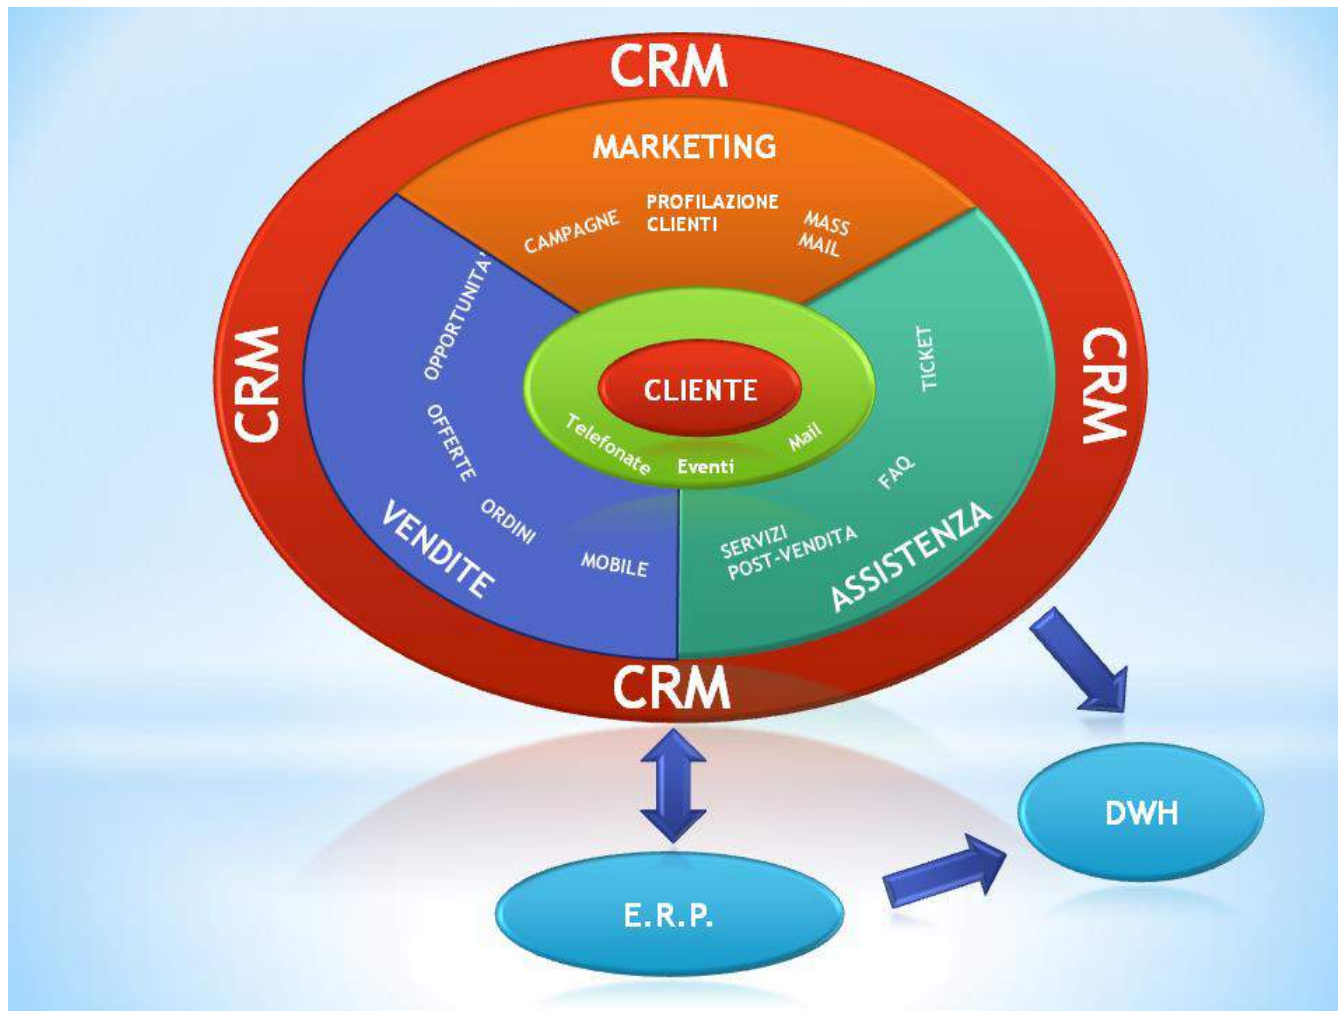 CRM
MARKETING
CAMPAGNE
PROFILAZIONE
CLIENTI
MASS
MAIL
CRM
OPPORTUNITA'
OFFERTE
ORDINI
MOBILE
VENDITE
CLIENTE
Telefonate
Eventi
Mail
TICKET
FAQ
SERVIZI
POST-VENDITA
ASSISTENZA
CRM
CRM
DWH
E.R.P.